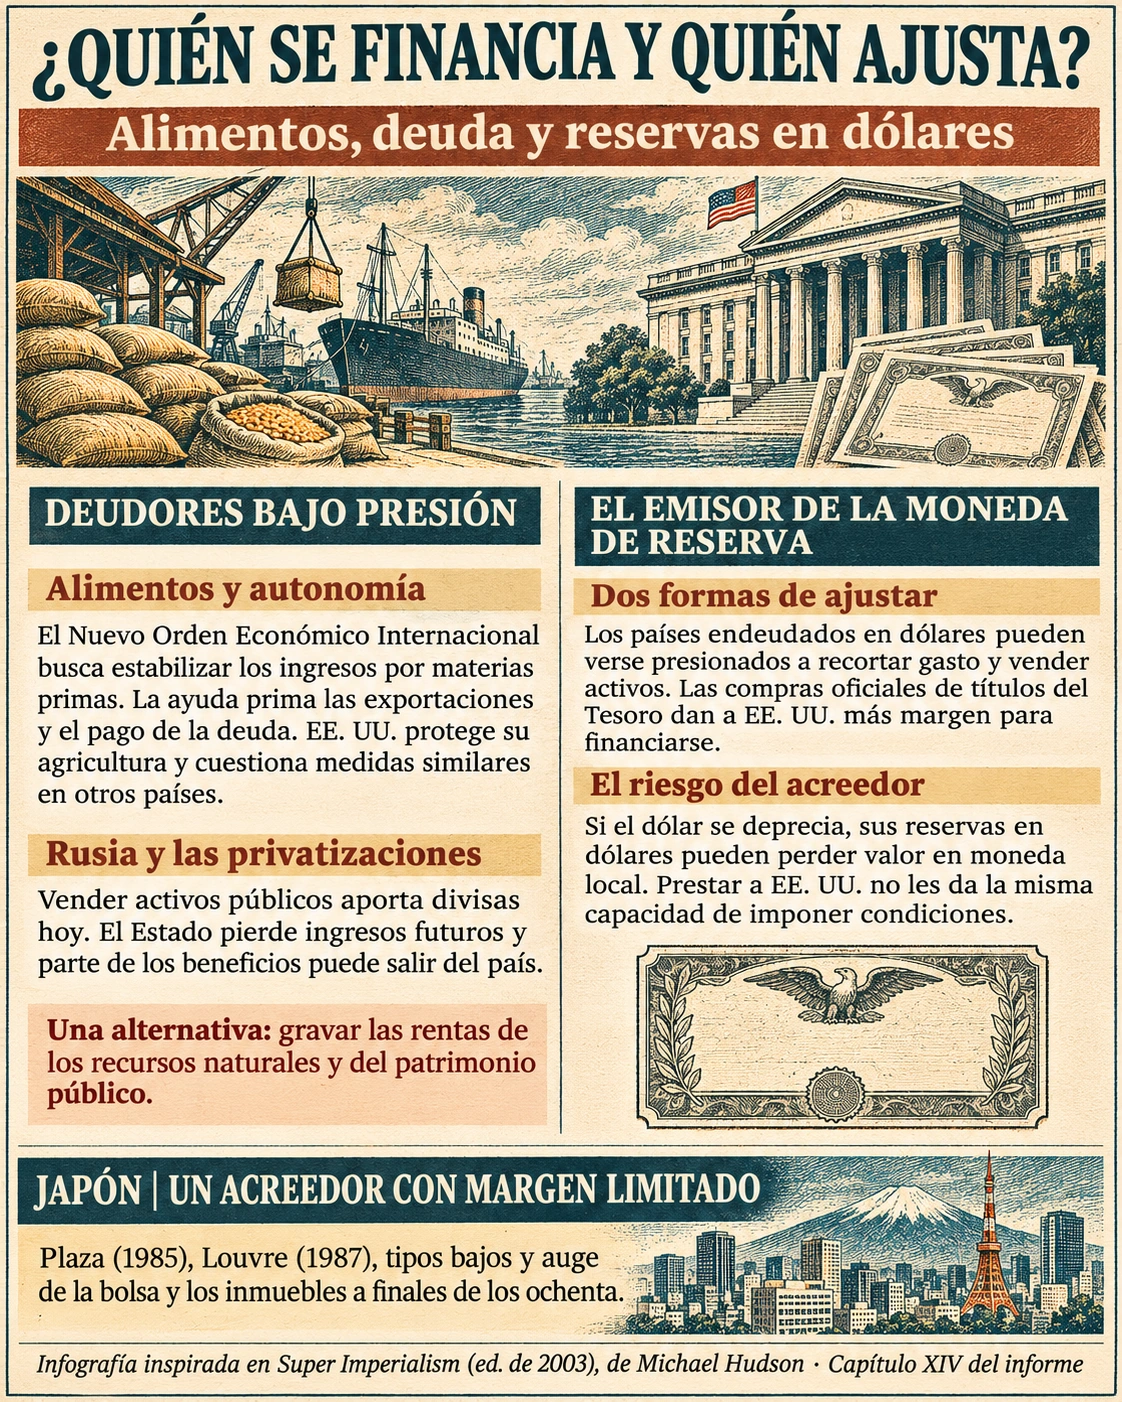 ¿QUIÉN SE FINANCIA Y QUIÉN AJUSTA?
Alimentos, deuda y reservas en dólares
DEUDORES BAJO PRESIÓN
Alimentos y autonomía
El Nuevo Orden Económico Internacional
busca estabilizar los ingresos por materias
primas. La ayuda prima las exportaciones
y el pago de la deuda. EE. UU. protege su
agricultura y cuestiona medidas similares
en otros países.
Rusia y las privatizaciones
Vender activos públicos aporta divisas
hoy. El Estado pierde ingresos futuros y
parte de los beneficios puede salir del país.
Una alternativa: gravar las rentas de
los recursos naturales y del patrimonio
público.
EL EMISOR DE LA MONEDA
DE RESERVA
Dos formas de ajustar
Los países endeudados en dólares pueden
verse presionados a recortar gasto y vender
activos. Las compras oficiales de títulos del
Tesoro dan a EE. UU. más margen para
financiarse.
El riesgo del acreedor
Si el dólar se deprecia, sus reservas en
dólares pueden perder valor en moneda
local. Prestar a EE. UU. no les da la misma
capacidad de imponer condiciones.
JAPÓN | UN ACREEDOR CON MARGEN LIMITADO
Plaza (1985), Louvre (1987), tipos bajos y auge
de la bolsa y los inmuebles a finales de los ochenta.
Infografía inspirada en Super Imperialism (ed. de 2003), de Michael Hudson · Capítulo XIV del informe